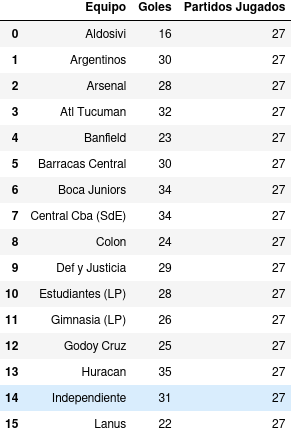 Equipo Goles Partidos Jugados
0 Aldosivi 16 27
1 Argentinos 30 27
2 Arsenal 28 27
3 Atl Tucuman 32 27
4 Banfield 23 27
5 Barracas Central 30 27
6 Boca Juniors 34 27
7 Central Cba (SdE) 34 27
8 Colon 24 27
9 Def y Justicia 29 27
10 Estudiantes (LP) 28 27
11 Gimnasia (LP) 26 27
12 Godoy Cruz 25 27
13 Huracan 35 27
14 Independiente 31 27
15 Lanus 22 27